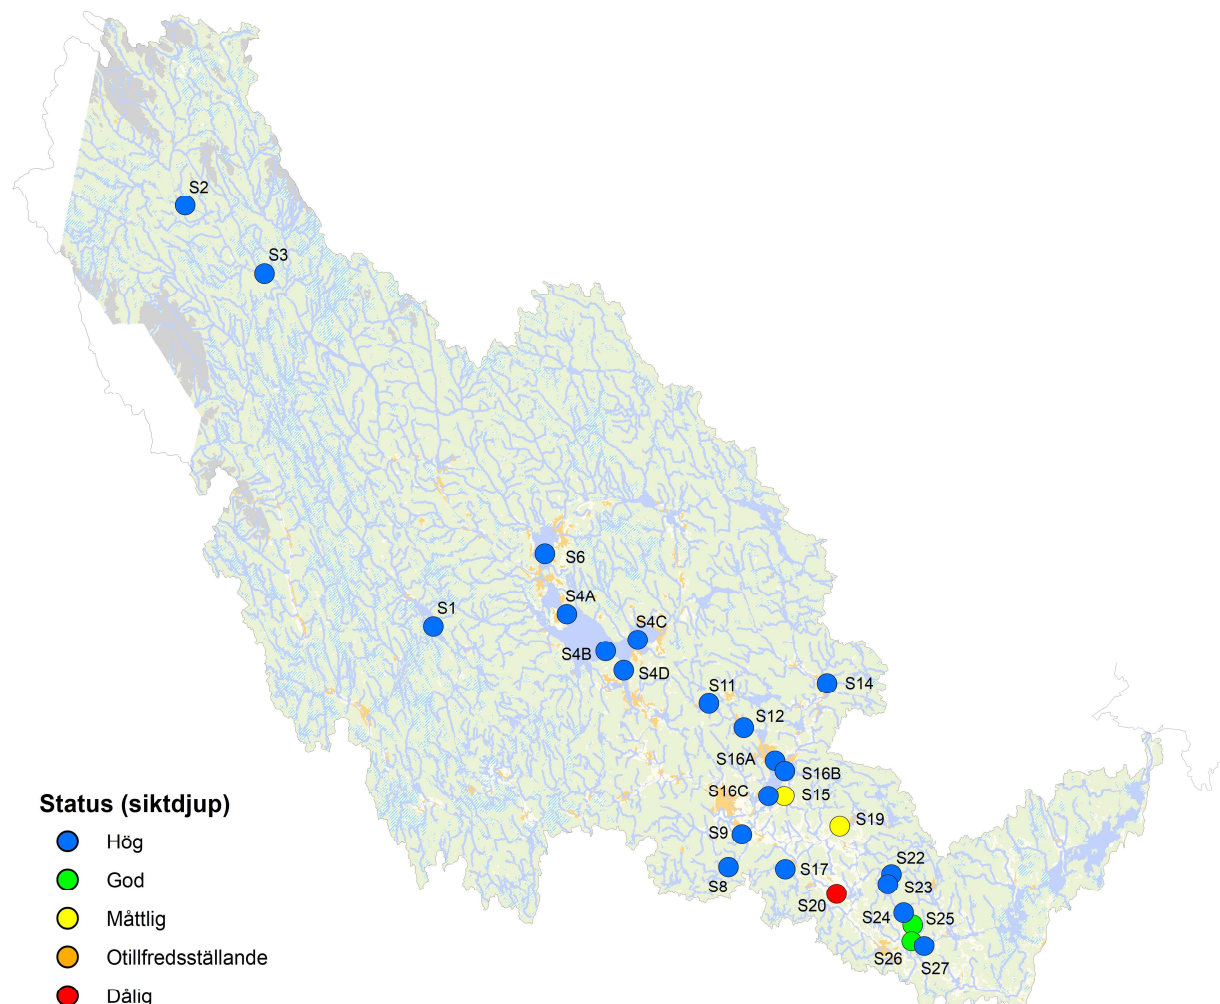 S2
S3
S6
S4A
S1
S4C
S4B
S4D
S14
S11
S12
S16A
S16B
S16C
S15
S19
S9
S22
S17
S8
S23
S20
S24
S25
S26
S27
Status (siktdjup)
Hög
God
Måttlig
Otillfredsställande
Dålig